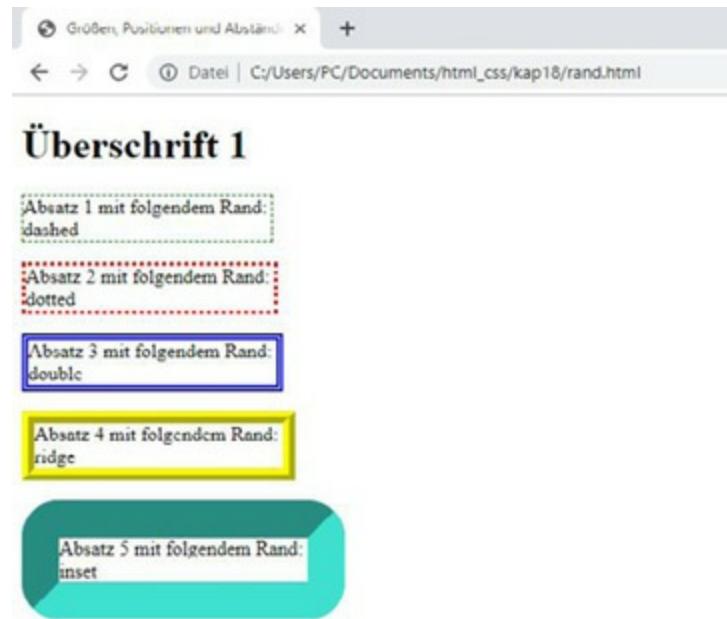 Größen, Positionen und Abständ
Datei | C:/Users/PC/Documents/html_css/kap18/rand.html
Überschrift 1
Absatz 1 mit folgendem Rand:
dashed
Absatz 2 mit folgendem Rand:
dotted
Absatz 3 mit folgendem Rand:
double
Absatz 4 mit folgendem Rand:
ridge
Absatz 5 mit folgendem Rand:
inset